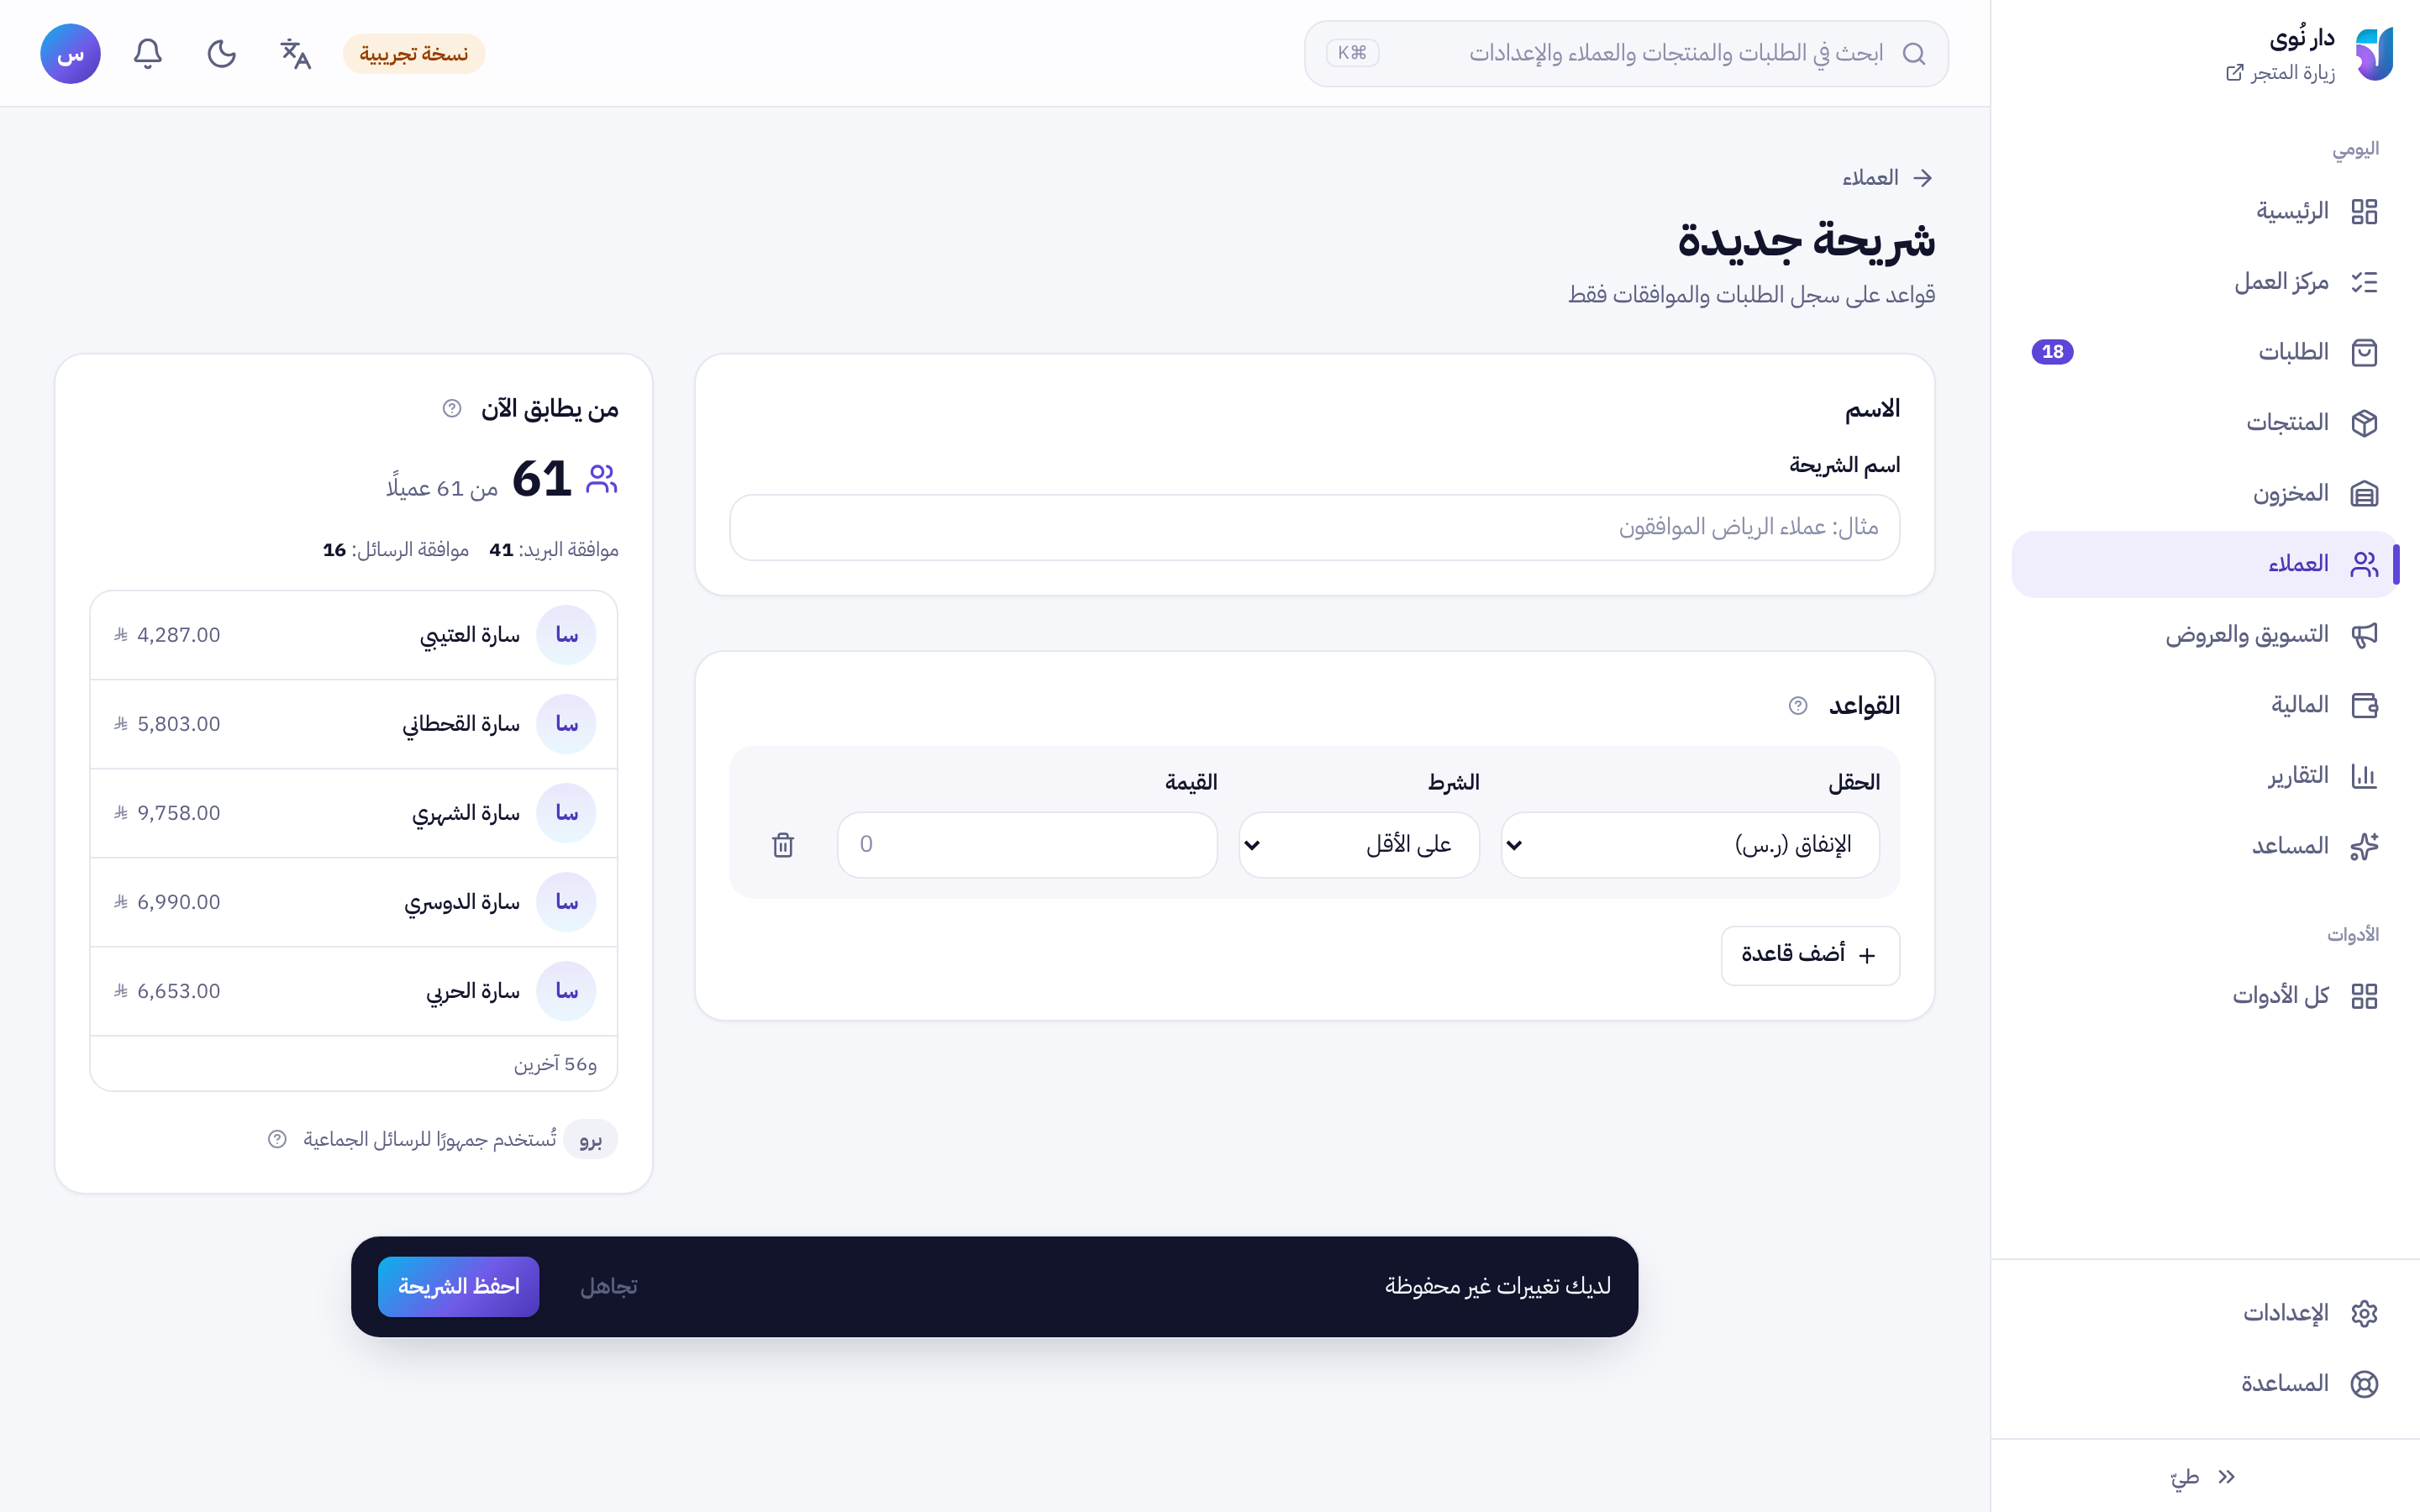 دار نُوى
زيارة المتجر
اليومي
الرئيسية
مركز العمل
الطلبات 18
المنتجات
المخزون
العملاء
التسويق والعروض
المالية
التقارير
المساعد
الأدوات
كل الأدوات
الإعدادات
المساعدة
طيّ
ابحث في الطلبات والمنتجات والعملاء والإعدادات ⌘K
نسخة تجريبية
س
العملاء
شريحة جديدة
قواعد على سجل الطلبات والموافقات فقط
الاسم
اسم الشريحة
مثال: عملاء الرياض الموافقون
القواعد
الحقل الشرط القيمة
الإنفاق (ر.س) على الأقل 0
أضف قاعدة
من يطابق الآن
61 من 61 عميلًا
موافقة البريد: 41 موافقة الرسائل: 16
سا سارة العتيبي 4,287.00
سا سارة القحطاني 5,803.00
سا سارة الشهري 9,758.00
سا سارة الدوسري 6,990.00
سا سارة الحربي 6,653.00
و56 آخرين
برو تُستخدم جمهورًا للرسائل الجماعية
لديك تغييرات غير محفوظة تجاهل احفظ الشريحة